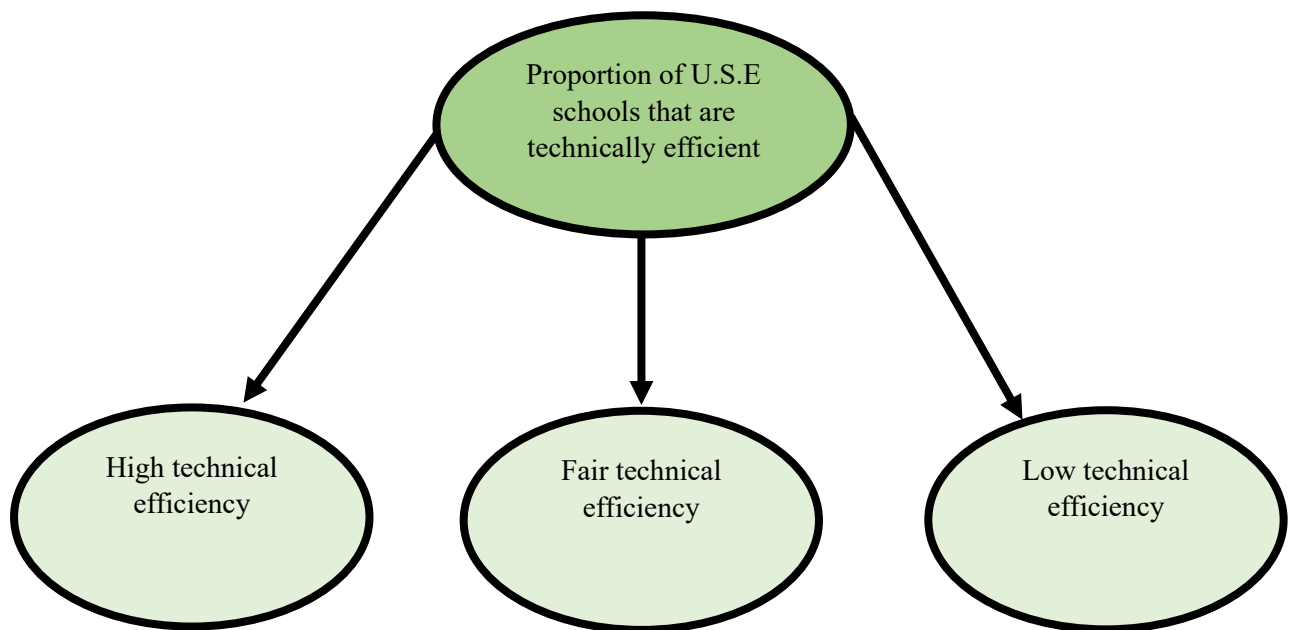 Proportion of U.S.E
schools that are
technically efficient
High technical
efficiency
Fair technical
efficiency
Low technical
efficiency